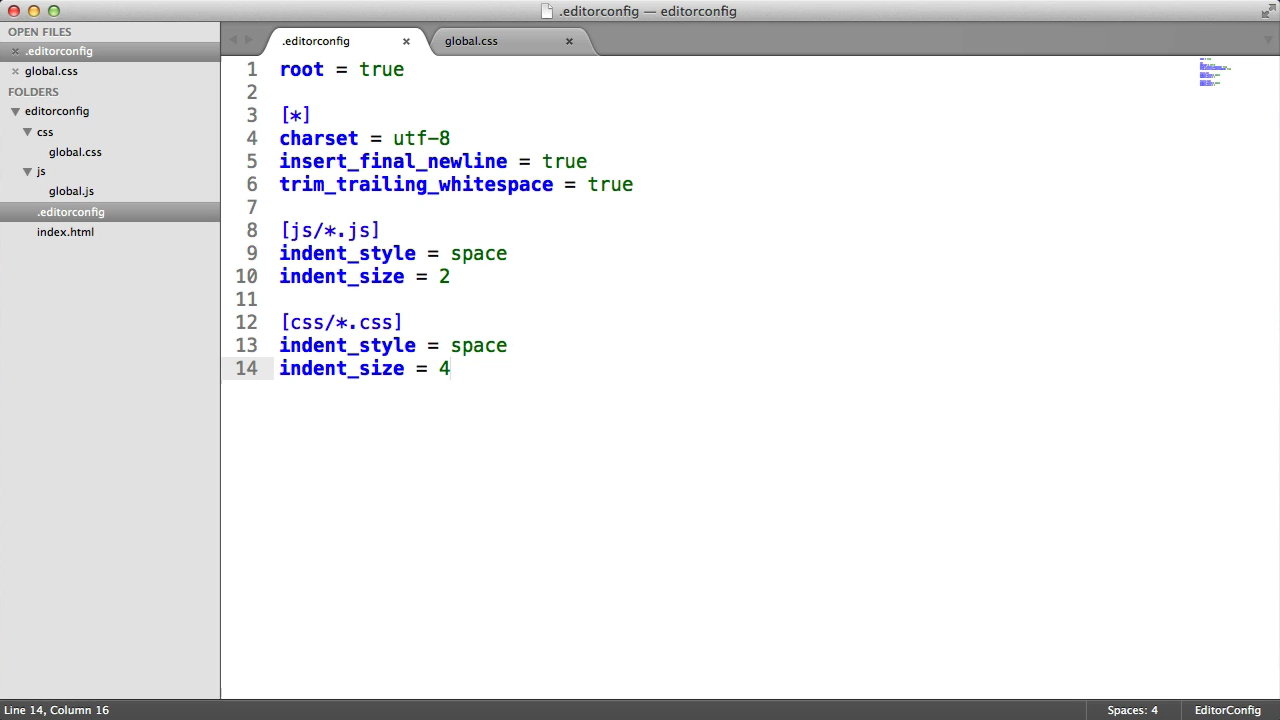 .editorconfig — editorconfig
OPEN FILES
.editorconfig
global.css
FOLDERS
editorconfig
css
global.css
js
global.js
.editorconfig
index.html
.editorconfig
global.css
1 root = true
2
3 [*]
4 charset = utf-8
5 insert_final_newline = true
6 trim_trailing_whitespace = true
7
8 [js/*.js]
9 indent_style = space
10 indent_size = 2
11
12 [css/*.css]
13 indent_style = space
14 indent_size = 4
Line 14, Column 16
Spaces: 4
EditorConfig